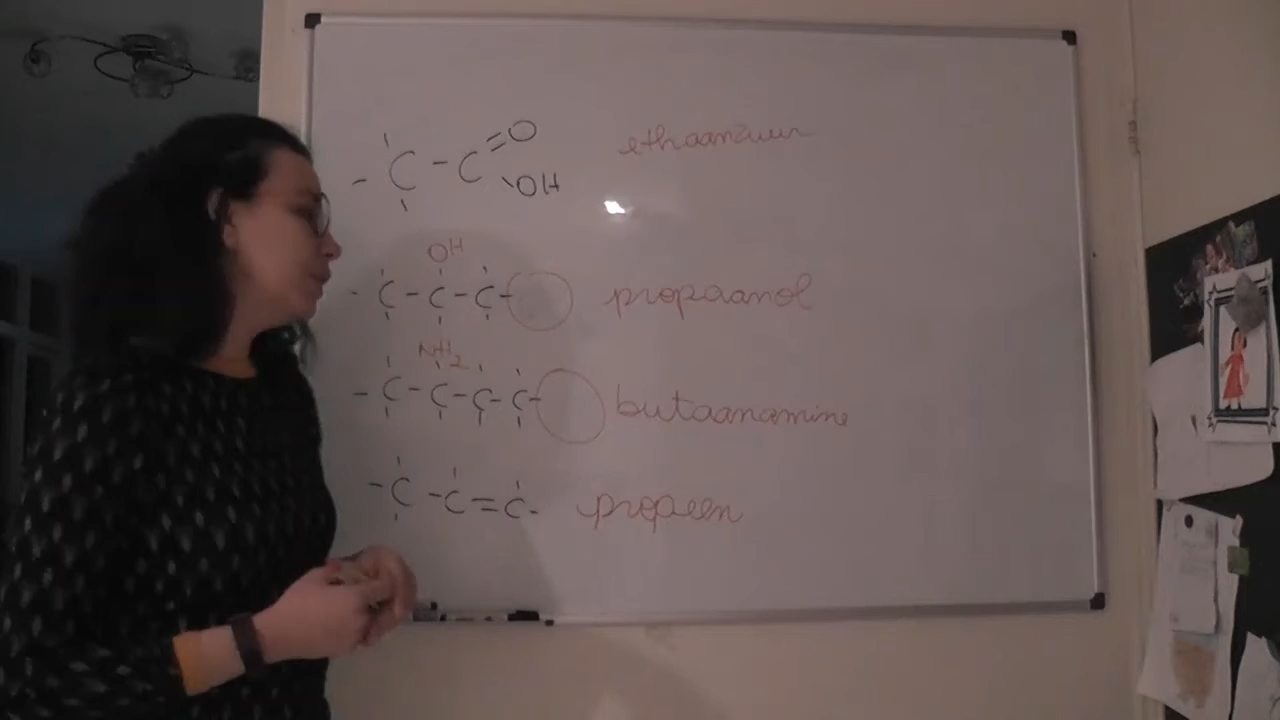 C - C = O OH ethaanzuur
OH
- C - C - C - propaanol
NH2
- C - C - C - C - butaanamine
- C - C = C - propeen